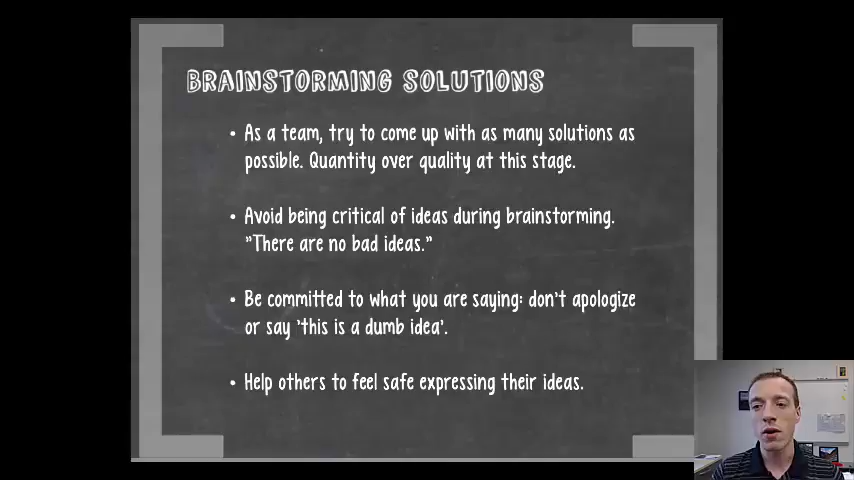 BRAINSTORMING SOLUTIONS
• As a team, try to come up with as many solutions as
possible. Quantity over quality at this stage.
• Avoid being critical of ideas during brainstorming.
"There are no bad ideas."
• Be committed to what you are saying: don't apologize
or say 'this is a dumb idea'.
• Help others to feel safe expressing their ideas.